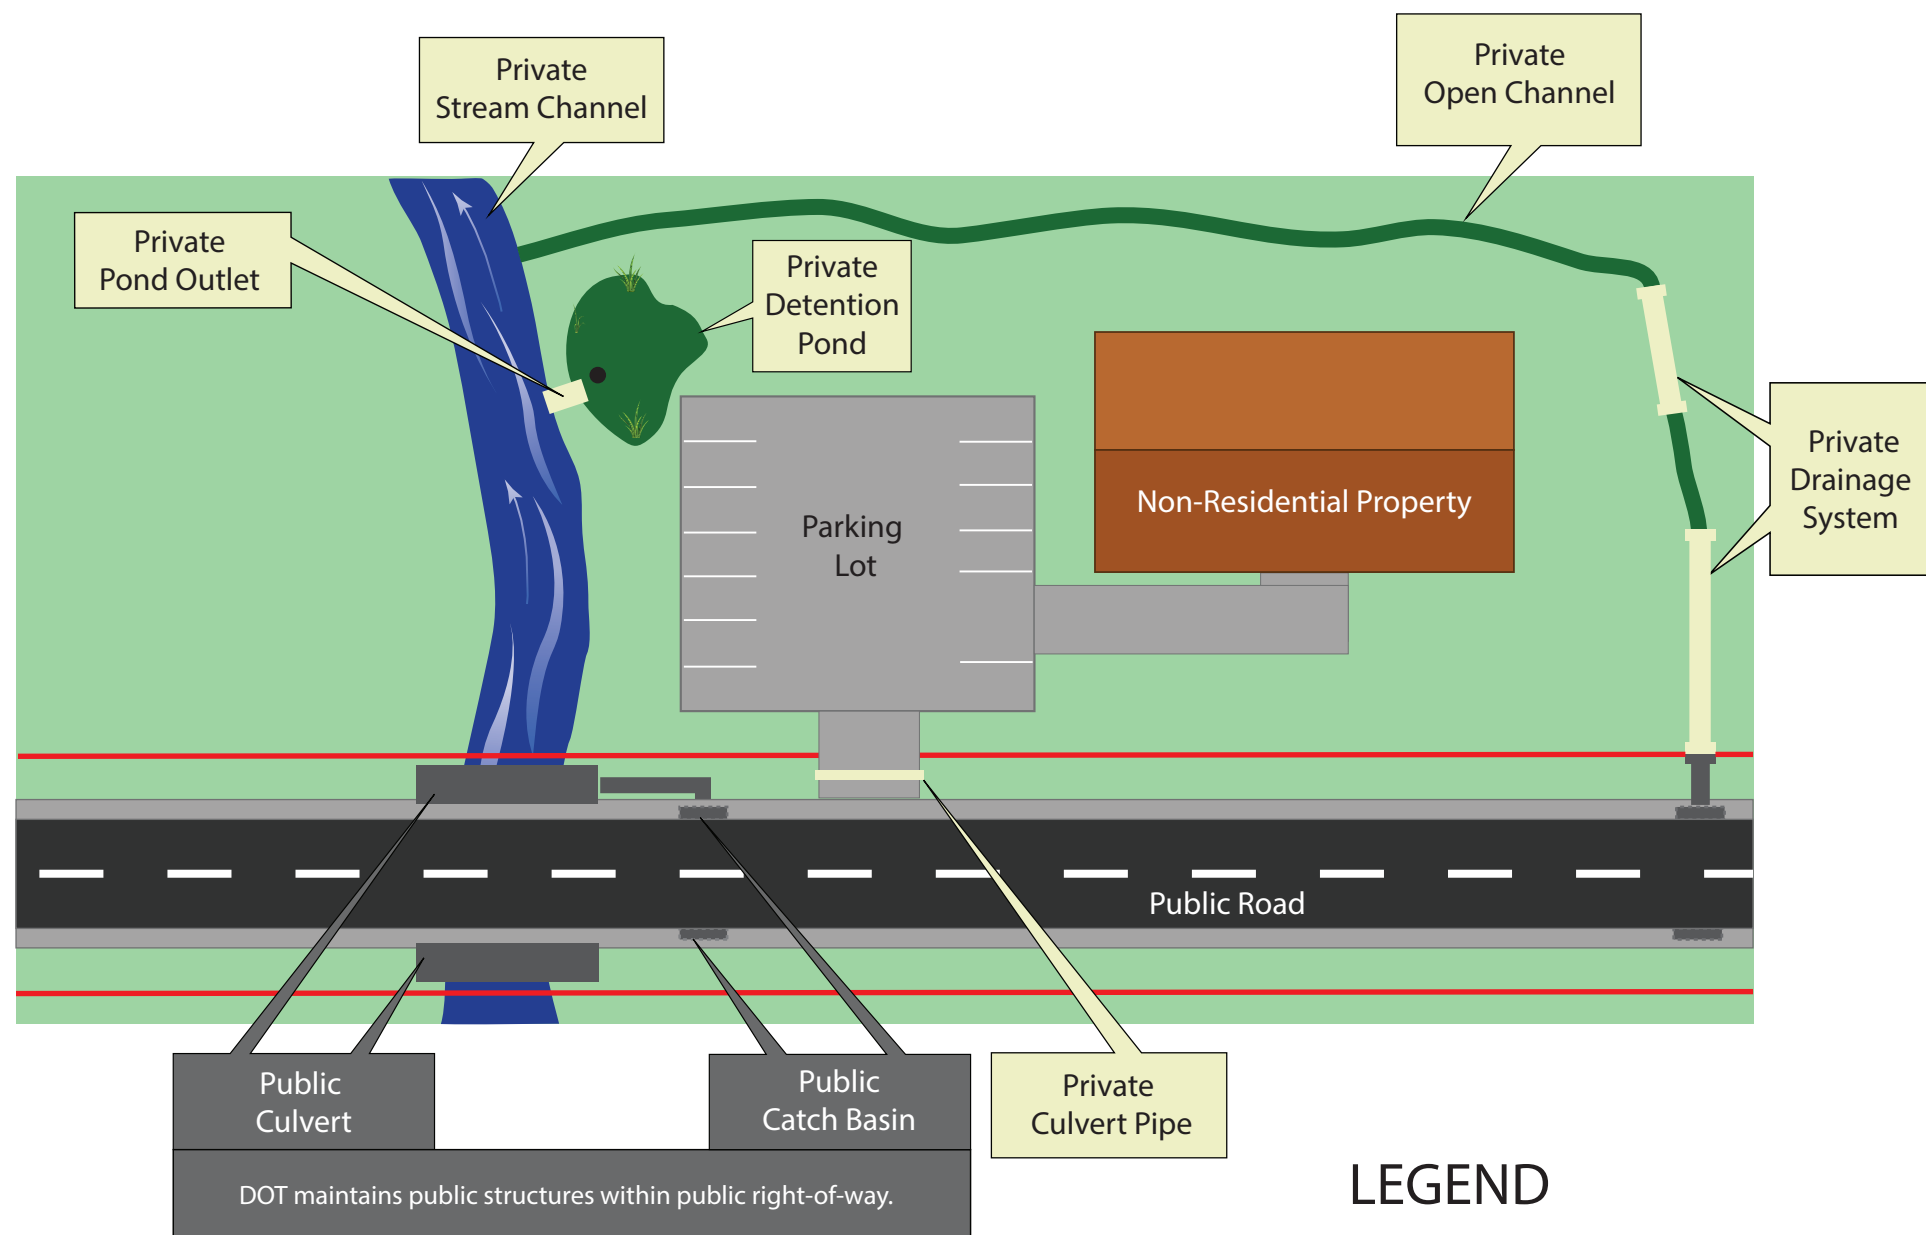 Private
Stream Channel
Private
Open Channel
Private
Pond Outlet
Private
Detention
Pond
Private
Drainage
System
Parking
Lot
Non-Residential Property
Public Road
Public
Culvert
Public
Catch Basin
Private
Culvert Pipe
DOT maintains public structures within public right-of-way.
LEGEND